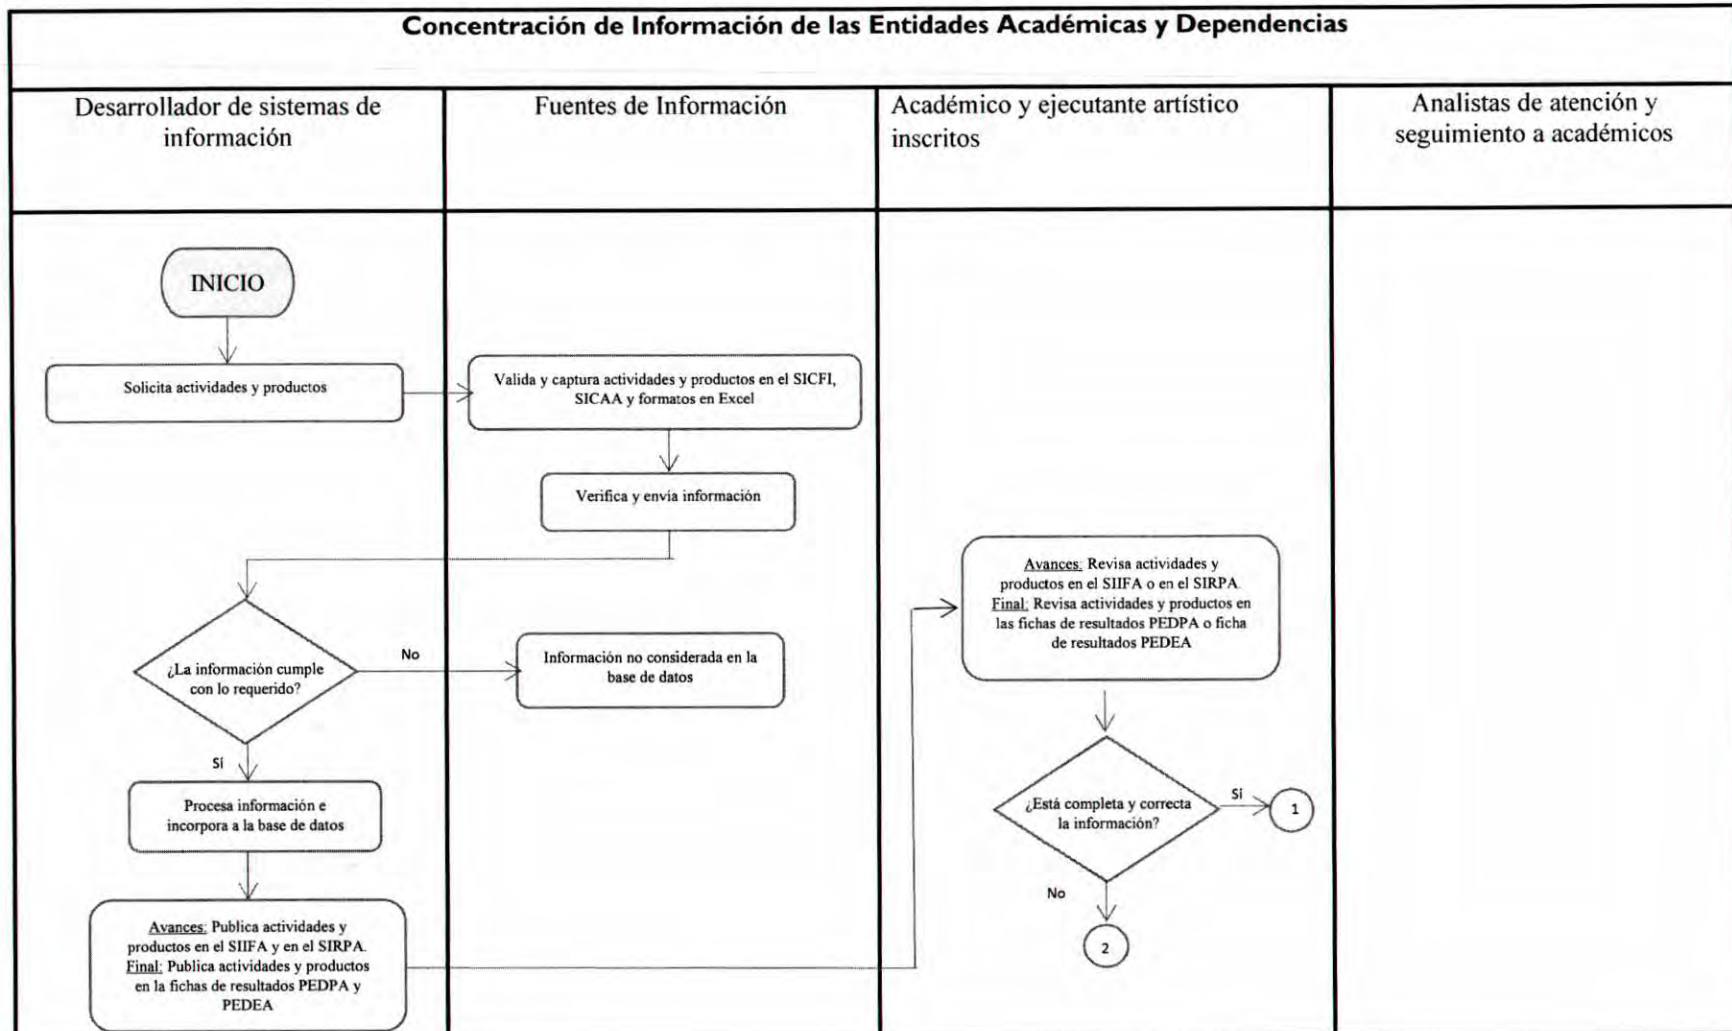 Concentración de Información de las Entidades Académicas y Dependencias
Desarrollador de sistemas de
información
Fuentes de Información
Académico y ejecutante artístico
inscritos
Analistas de atención y
seguimiento a académicos
INICIO
Solicita actividades y productos
Valida y captura actividades y productos en el SICFI,
SICAA y formatos en Excel
Verifica y envía información
¿La información cumple
con lo requerido?
No
Información no considerada en la
base de datos
Sí
Procesa información e
incorpora a la base de datos
Avances: Publica actividades y
productos en el SIIFA y en el SIRPA.
Final: Publica actividades y productos
en la fichas de resultados PEDPA y
PEDEA
Avances: Revisa actividades y
productos en el SIIFA o en el SIRPA.
Final: Revisa actividades y productos en
las fichas de resultados PEDPA o ficha
de resultados PEDEA
¿Está completa y correcta
la información?
Sí
1
No
2